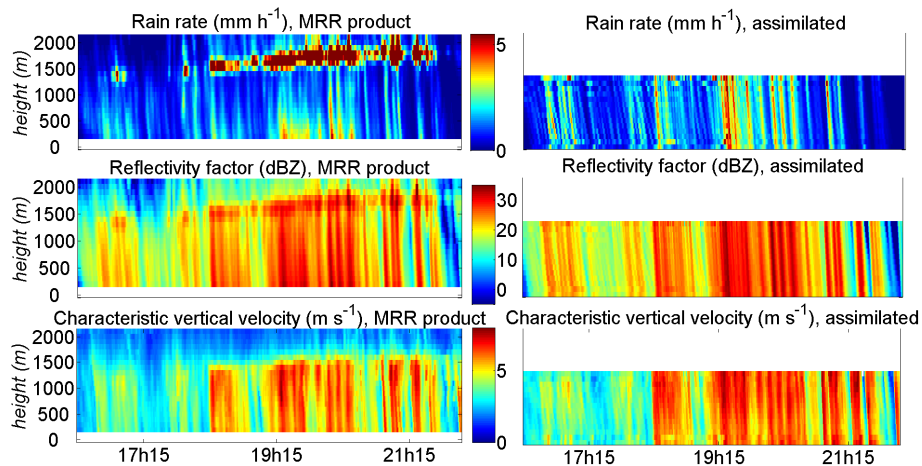 Rain rate (mm h-1), MRR product
Rain rate (mm h-1), assimilated
height (m)
2000
1500
1000
500
0
5
0
Reflectivity factor (dBZ), MRR product
Reflectivity factor (dBZ), assimilated
height (m)
2000
1500
1000
500
0
30
20
10
0
Characteristic vertical velocity (m s-1), MRR product
Characteristic vertical velocity (m s-1), assimilated
height (m)
2000
1500
1000
500
0
5
0
17h15 19h15 21h15
17h15 19h15 21h15